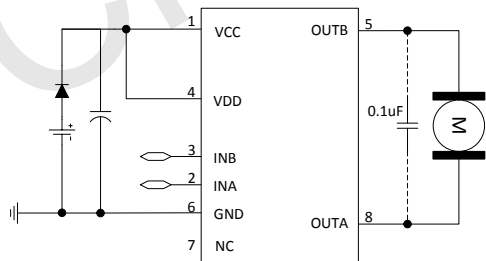 1 VCC OUTB 5
4 VDD
0.1uF
+
-
M
3 INB
2 INA
6 GND
OUTA 8
7 NC